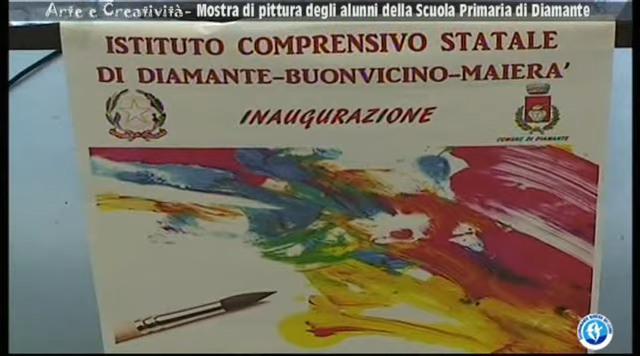 Arte e Creatività- Mostra di pittura degli alunni della Scuola Primaria di Diamante
ISTITUTO COMPRENSIVO STATALE
DI DIAMANTE-BUONVICINO-MAIERA'
INAUGURAZIONE
COMUNE DI DIAMANTE